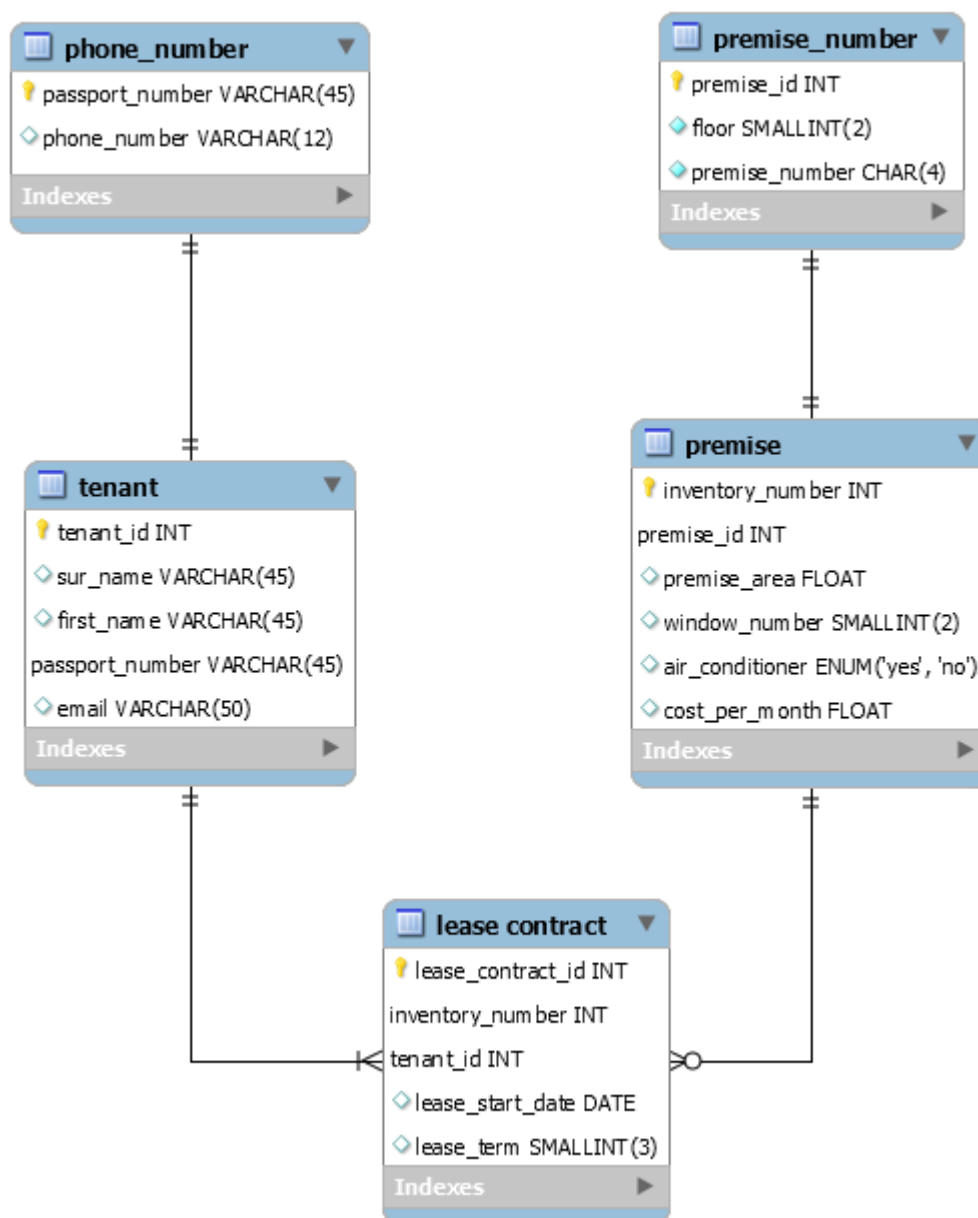 phone_number
passport_number VARCHAR(45)
phone_number VARCHAR(12)
Indexes
premise_number
premise_id INT
floor SMALLINT(2)
premise_number CHAR(4)
Indexes
tenant
tenant_id INT
sur_name VARCHAR(45)
first_name VARCHAR(45)
passport_number VARCHAR(45)
email VARCHAR(50)
Indexes
premise
inventory_number INT
premise_id INT
premise_area FLOAT
window_number SMALLINT(2)
air_conditioner ENUM('yes', 'no')
cost_per_month FLOAT
Indexes
lease contract
lease_contract_id INT
inventory_number INT
tenant_id INT
lease_start_date DATE
lease_term SMALLINT(3)
Indexes